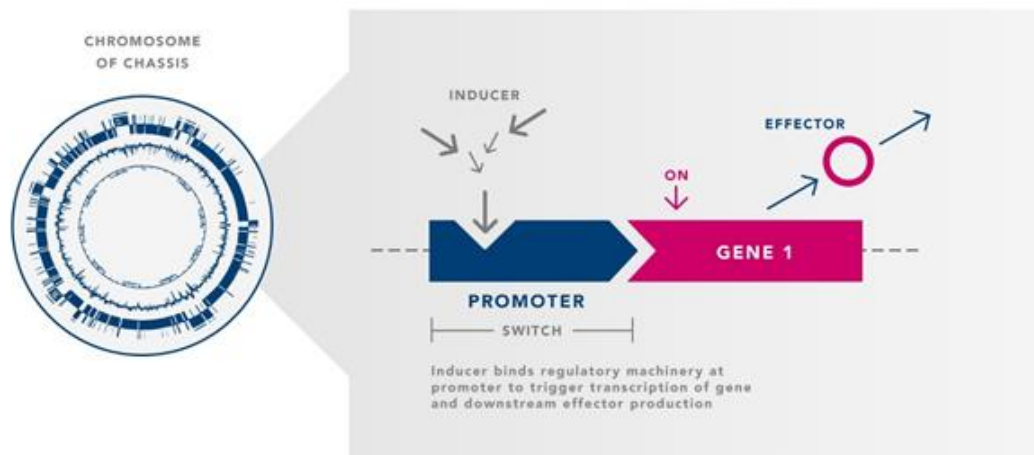 CHROMOSOME
OF CHASSIS
INDUCER
EFFECTOR
ON
GENE 1
PROMOTER
SWITCH
Inducer binds regulatory machinery at
promoter to trigger transcription of gene
and downstream effector production